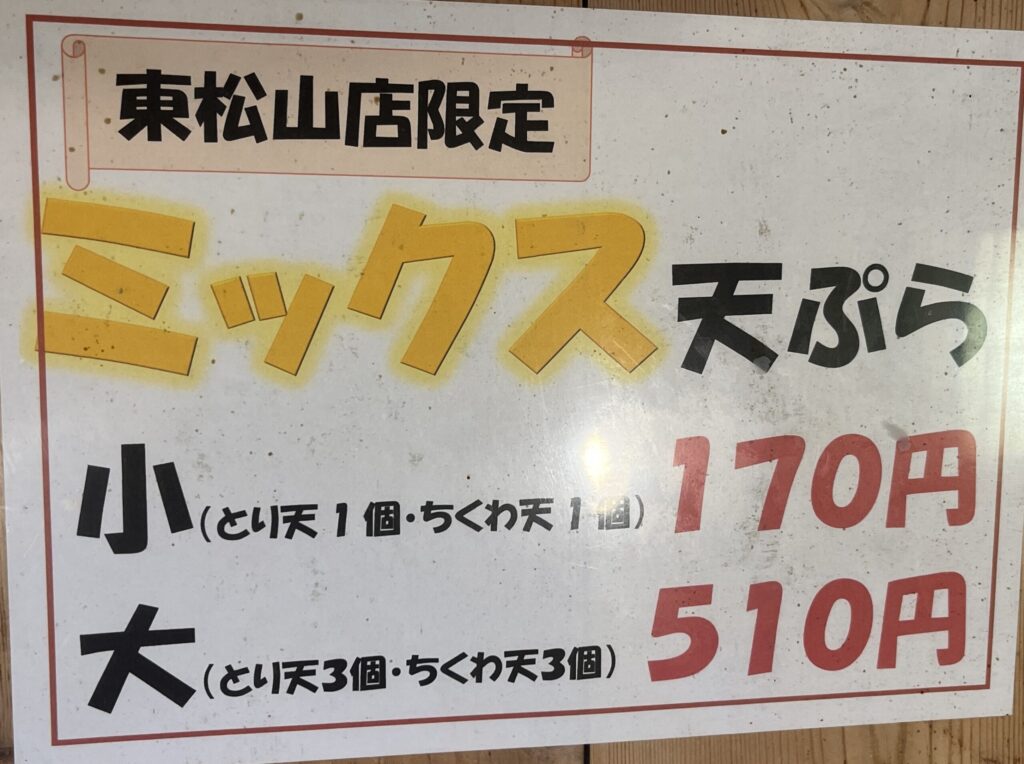 東松山店限定
ミックス天ぷら
小(とり天1個・ちくわ天1個) 170円
大(とり天3個・ちくわ天3個) 510円